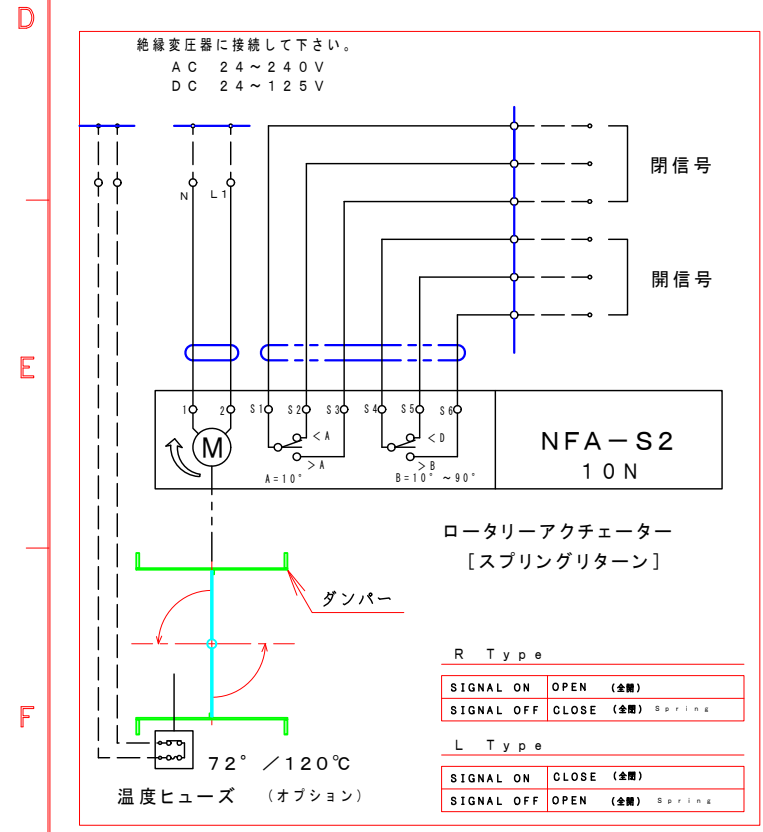 D
絶縁変圧器に接続して下さい。
AC 24~240V
DC 24~125V
閉信号
N L1
開信号
E
1 2 S1 S2 S3 S4 S5 S6
M
<A
>A
A=10°
<D
>B
B=10°~90°
NFA-S2
10N
ロータリーアクチェーター
[スプリングリターン]
ダンパー
R Type
SIGNAL ON OPEN (全開)
SIGNAL OFF CLOSE (全閉) Spring
F
L Type
72°/120℃
SIGNAL ON CLOSE (全閉)
温度ヒューズ (オプション)
SIGNAL OFF OPEN (全開) Spring